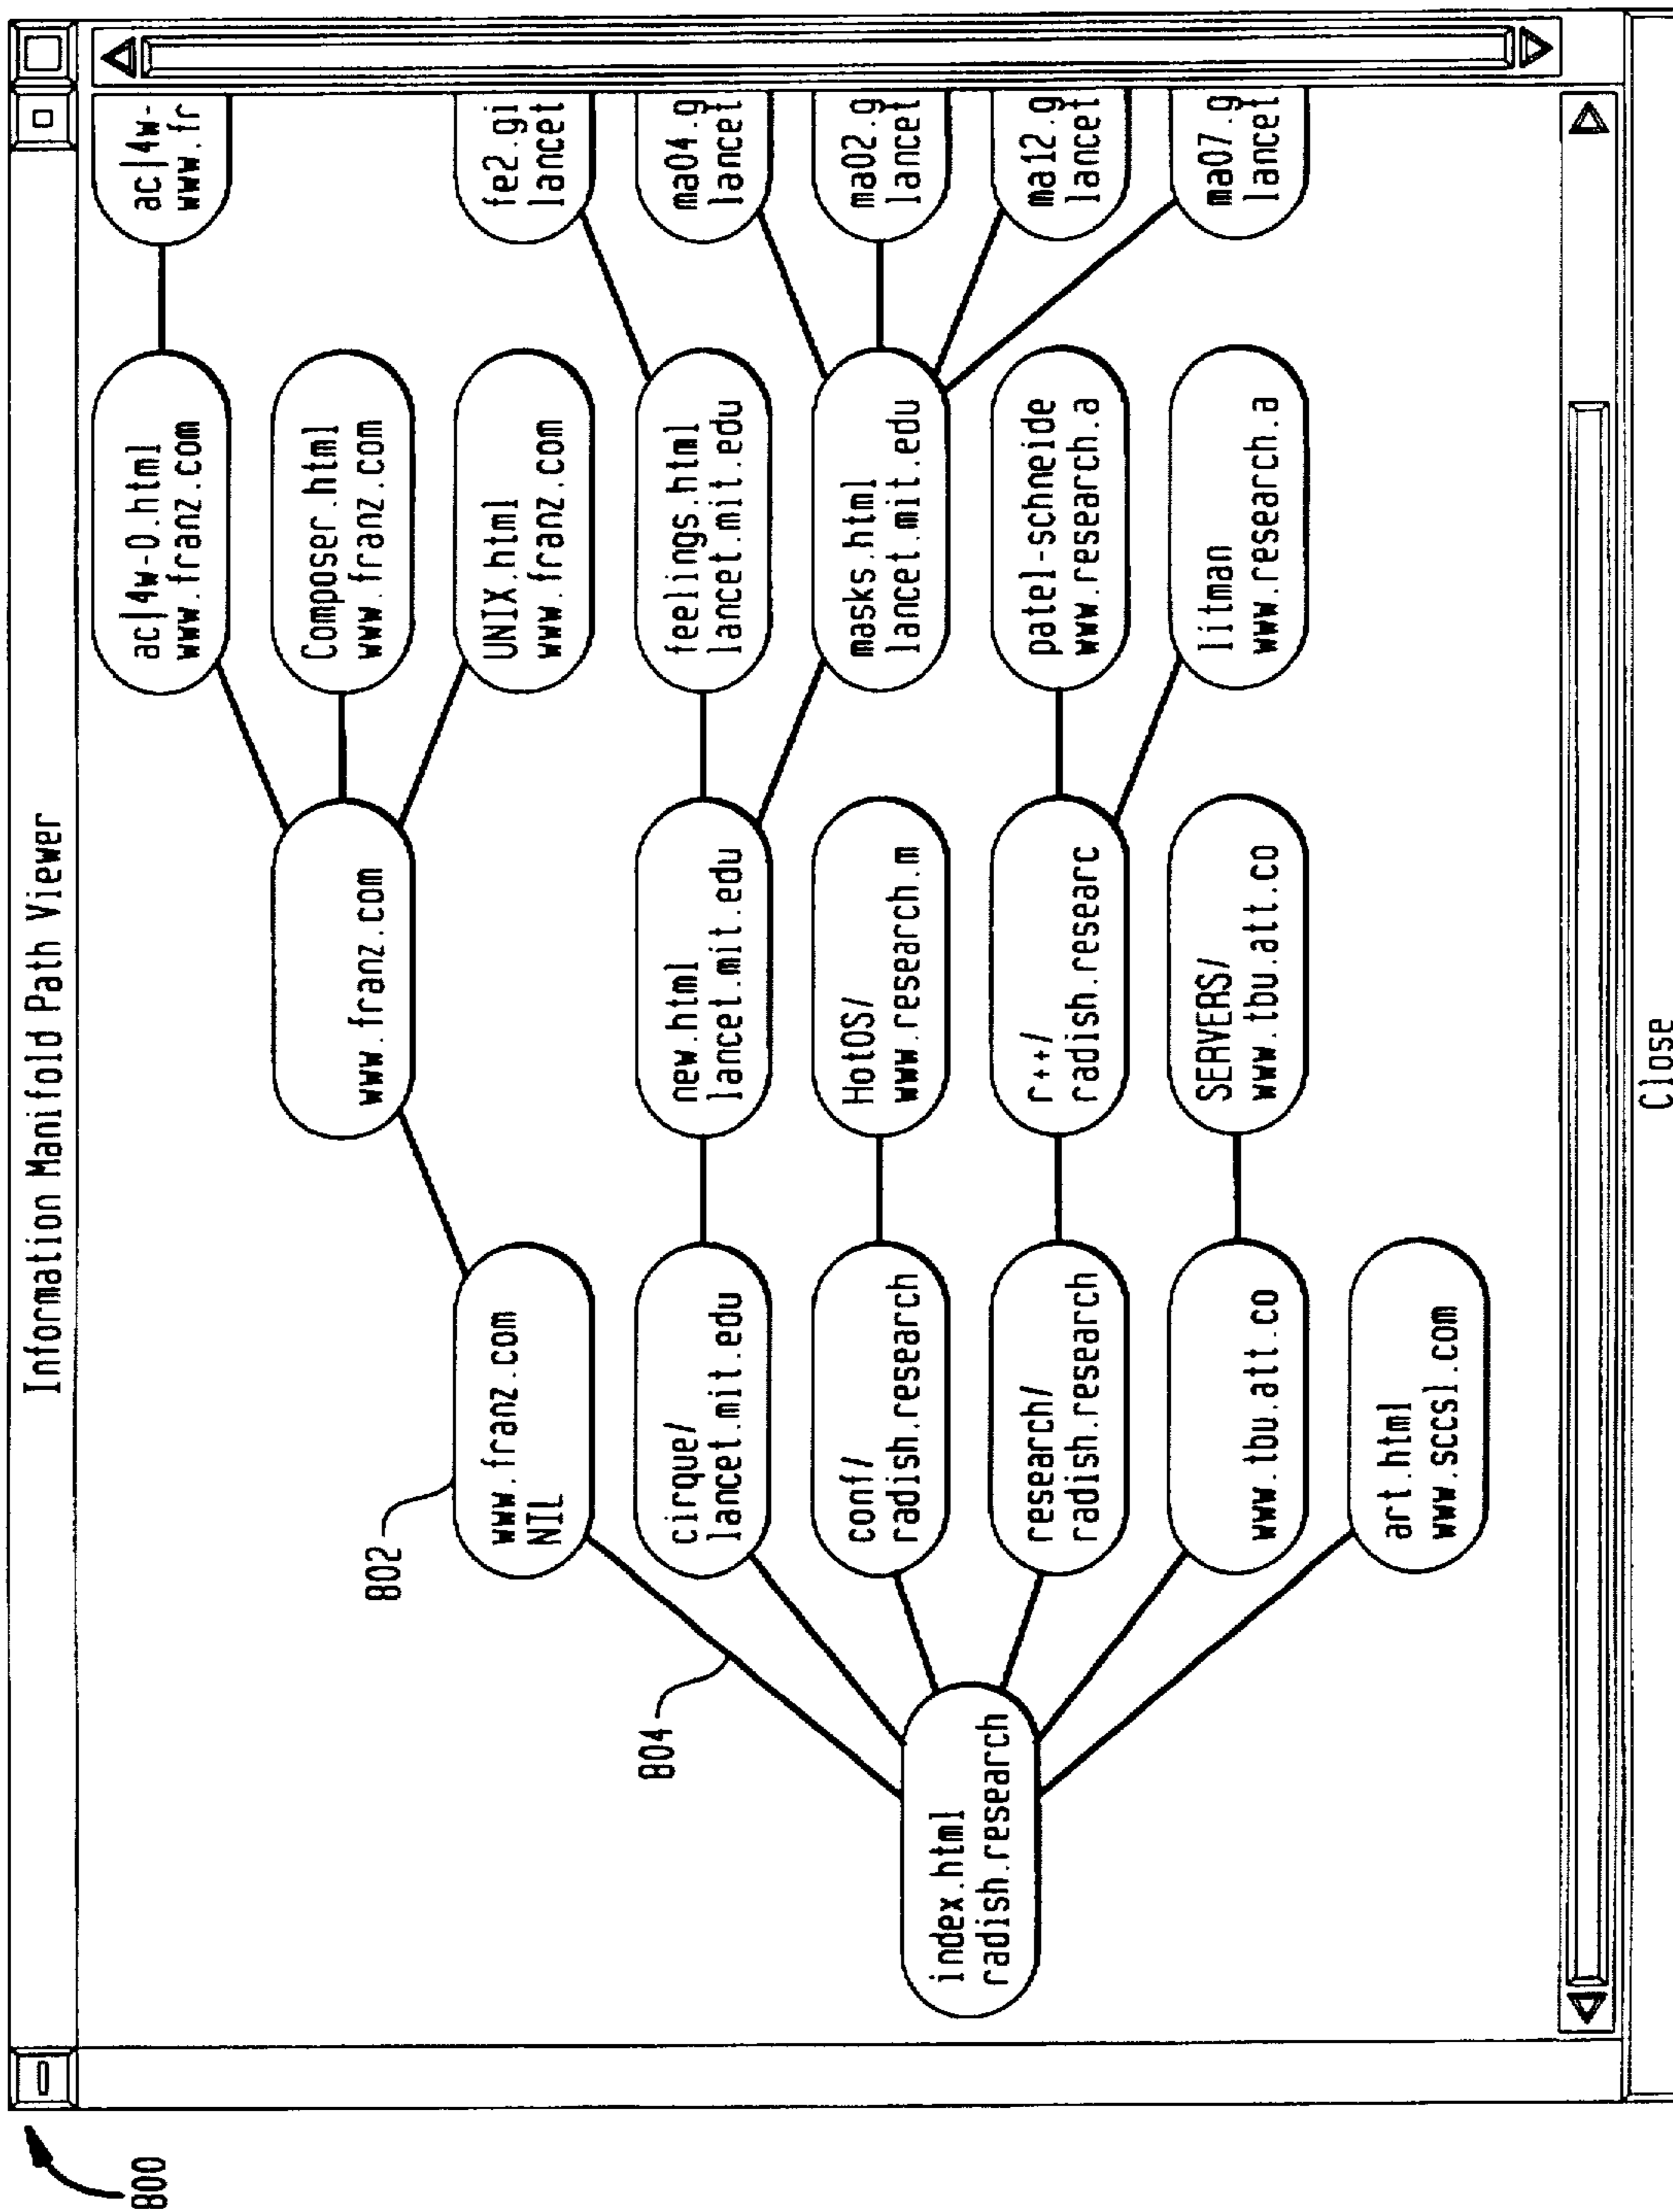 800
Information Manifold Path Viewer
802
804
index.html
radish.research
www.franz.com
NIL
cirque/
lancet.mit.edu
conf/
radish.research
research/
radish.research
www.tbu.att.co
art.html
www.sccsl.com
www.franz.com
new.html
lancet.mit.edu
HotOS/
www.research.m
r++/
radish.researc
SERVERS/
www.tbu.att.co
acl4w-0.html
www.franz.com
Composer.html
www.franz.com
UNIX.html
www.franz.com
feelings.html
lancet.mit.edu
masks.html
lancet.mit.edu
patel-schneide
www.research.a
litman
www.research.a
acl4w-
www.fr
fe2.gi
lancet
ma04.g
lancet
ma02.g
lancet
ma12.g
lancet
ma07.g
lancet
Close